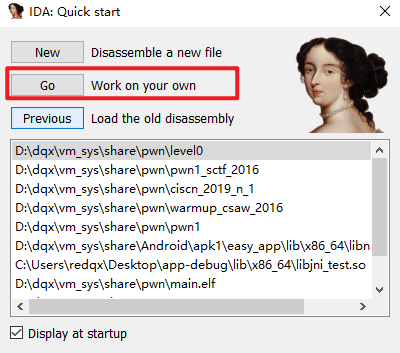 IDA: Quick start
New Disassemble a new file
Go Work on your own
Previous Load the old disassembly
D:\dqx\vm_sys\share\pwn\level0
D:\dqx\vm_sys\share\pwn\pwn1_sctf_2016
D:\dqx\vm_sys\share\pwn\ciscn_2019_n_1
D:\dqx\vm_sys\share\pwn\warmup_csaw_2016
D:\dqx\vm_sys\share\pwn\pwn1
D:\dqx\vm_sys\share\Android\apk1\easy_app\lib\x86_64\libn
C:\Users\redqx\Desktop\app-debug\lib\x86_64\libjni_test.so
D:\dqx\vm_sys\share\pwn\main.elf
Display at startup